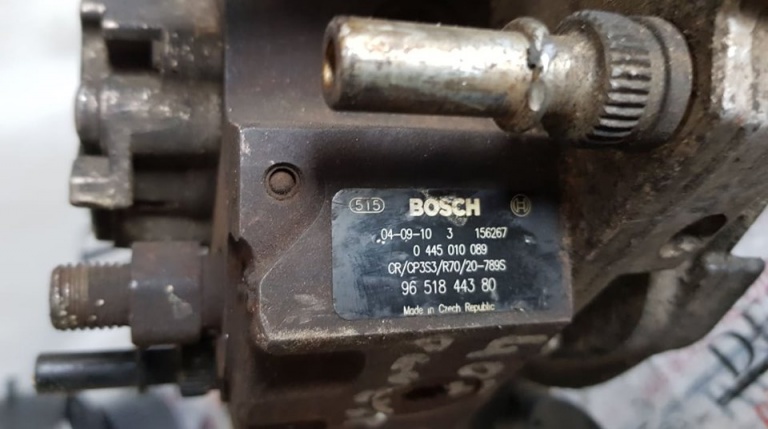 515 BOSCH
04-09-10 3 156267
0 445 010 089
CR/CP3S3/R70/20-789S
96 518 443 80
Made in Czech Republic